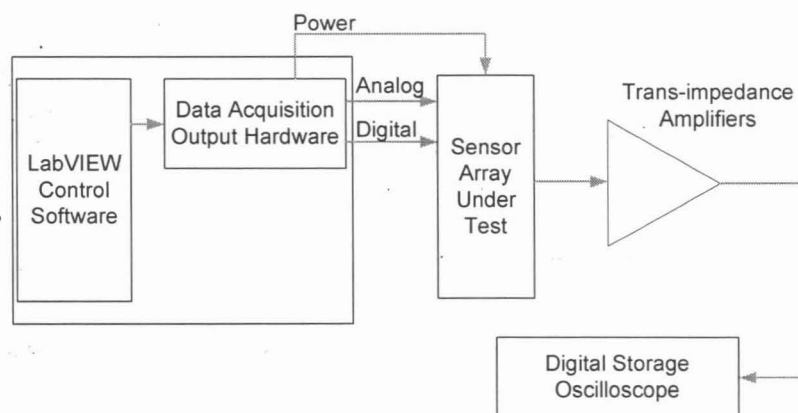 Power
LabVIEW
Control
Software
Data Acquisition
Output Hardware
Analog
Digital
Sensor
Array
Under
Test
Trans-impedance
Amplifiers
Digital Storage
Oscilloscope